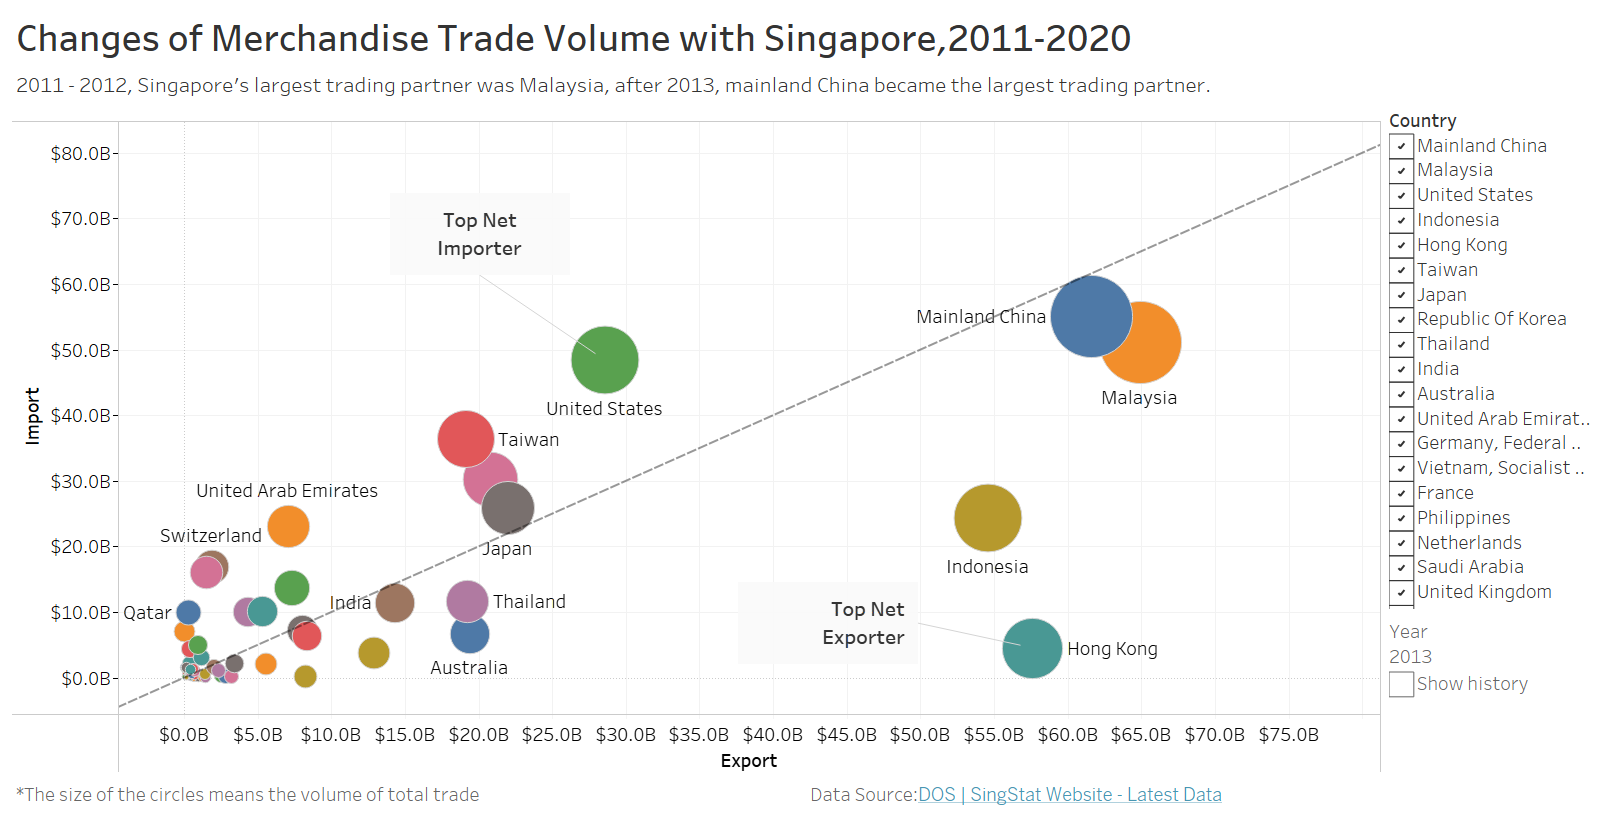 Changes of Merchandise Trade Volume with Singapore,2011-2020
2011 - 2012, Singapore's largest trading partner was Malaysia, after 2013, mainland China became the largest trading partner.
Import
$80.0B
$70.0B
$60.0B
$50.0B
$40.0B
$30.0B
$20.0B
$10.0B
$0.0B
Top Net
Importer
Mainland China
Malaysia
United States
Taiwan
United Arab Emirates
Switzerland
Japan
Indonesia
Qatar
India
Thailand
Top Net
Exporter
Hong Kong
Australia
$0.0B $5.0B $10.0B $15.0B $20.0B $25.0B $30.0B $35.0B $40.0B $45.0B $50.0B $55.0B $60.0B $65.0B $70.0B $75.0B
Export
Country
Mainland China
Malaysia
United States
Indonesia
Hong Kong
Taiwan
Japan
Republic Of Korea
Thailand
India
Australia
United Arab Emirat..
Germany, Federal ..
Vietnam, Socialist ..
France
Philippines
Netherlands
Saudi Arabia
United Kingdom
Year
2013
Show history
*The size of the circles means the volume of total trade
Data Source:DOS | SingStat Website - Latest Data